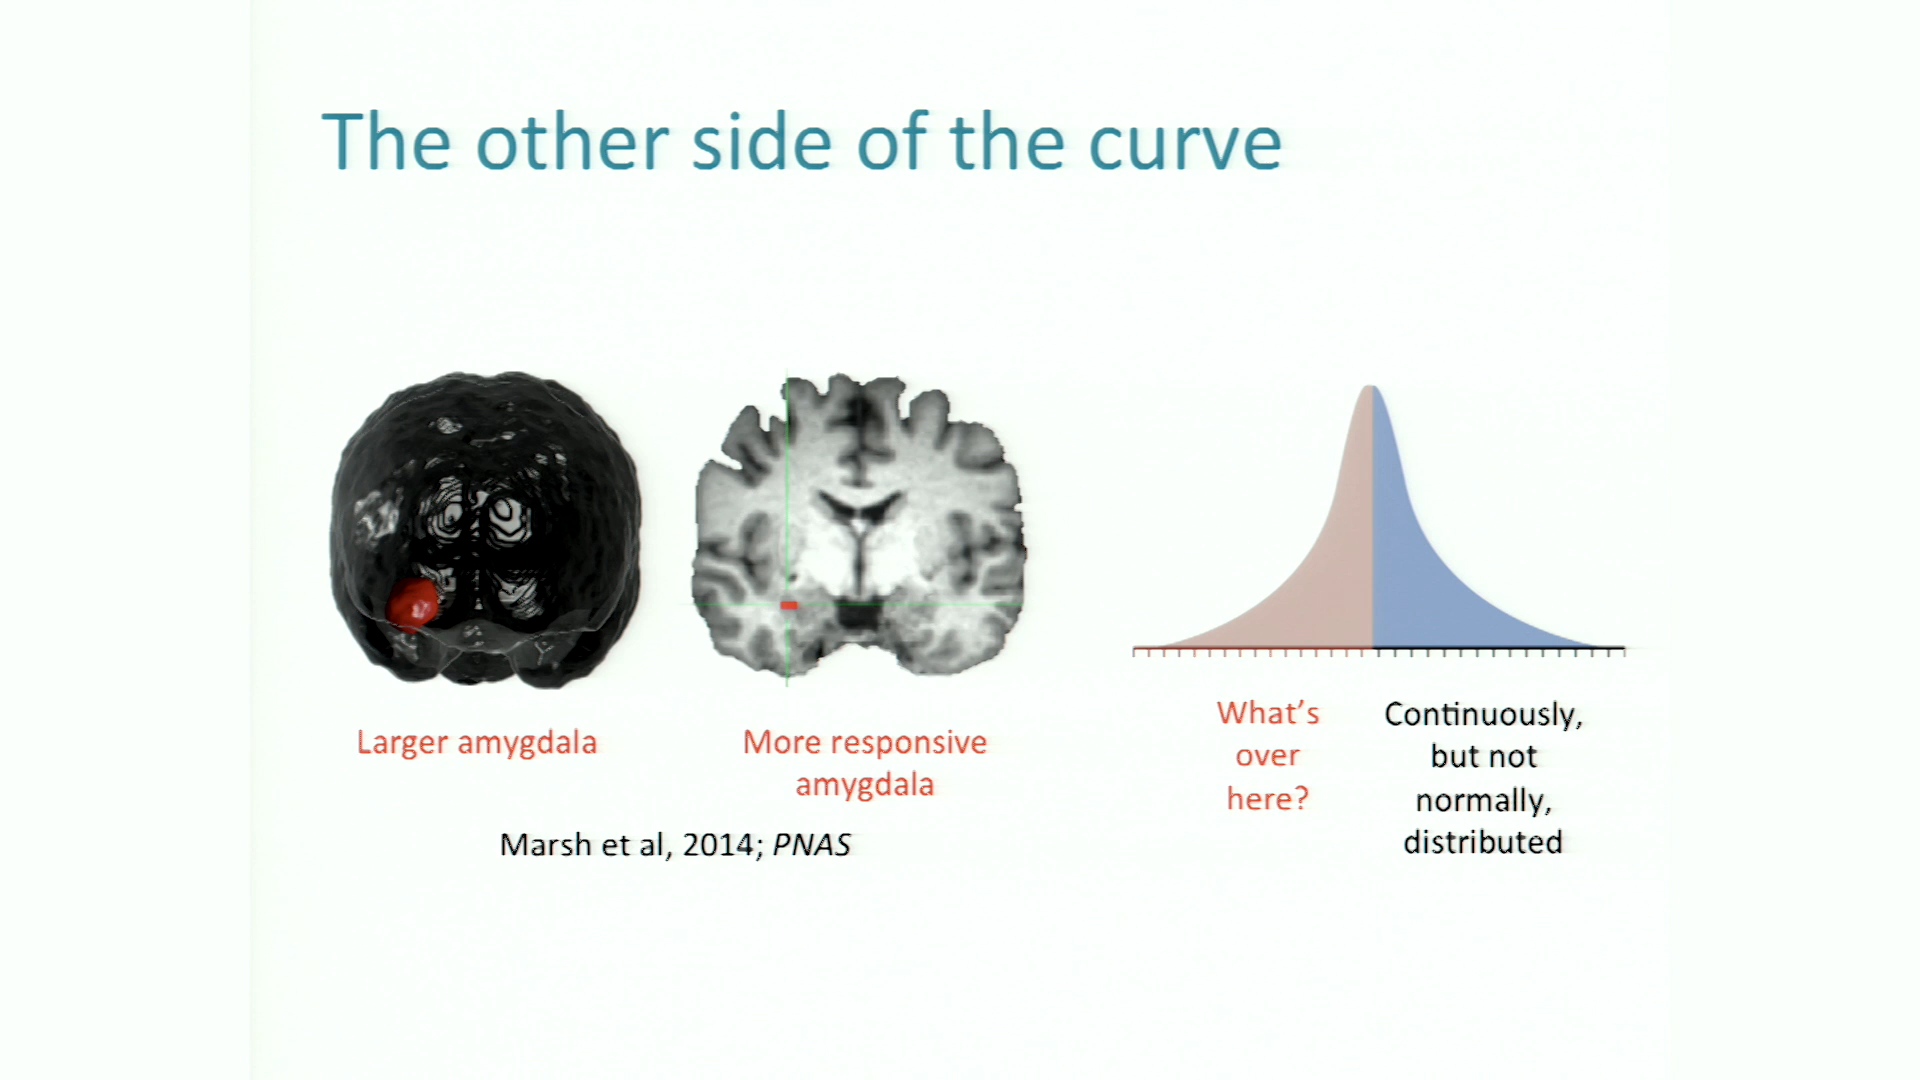 The other side of the curve
Larger amygdala
More responsive
amygdala
Marsh et al, 2014; PNAS
What's
over
here?
Continuously,
but not
normally,
distributed